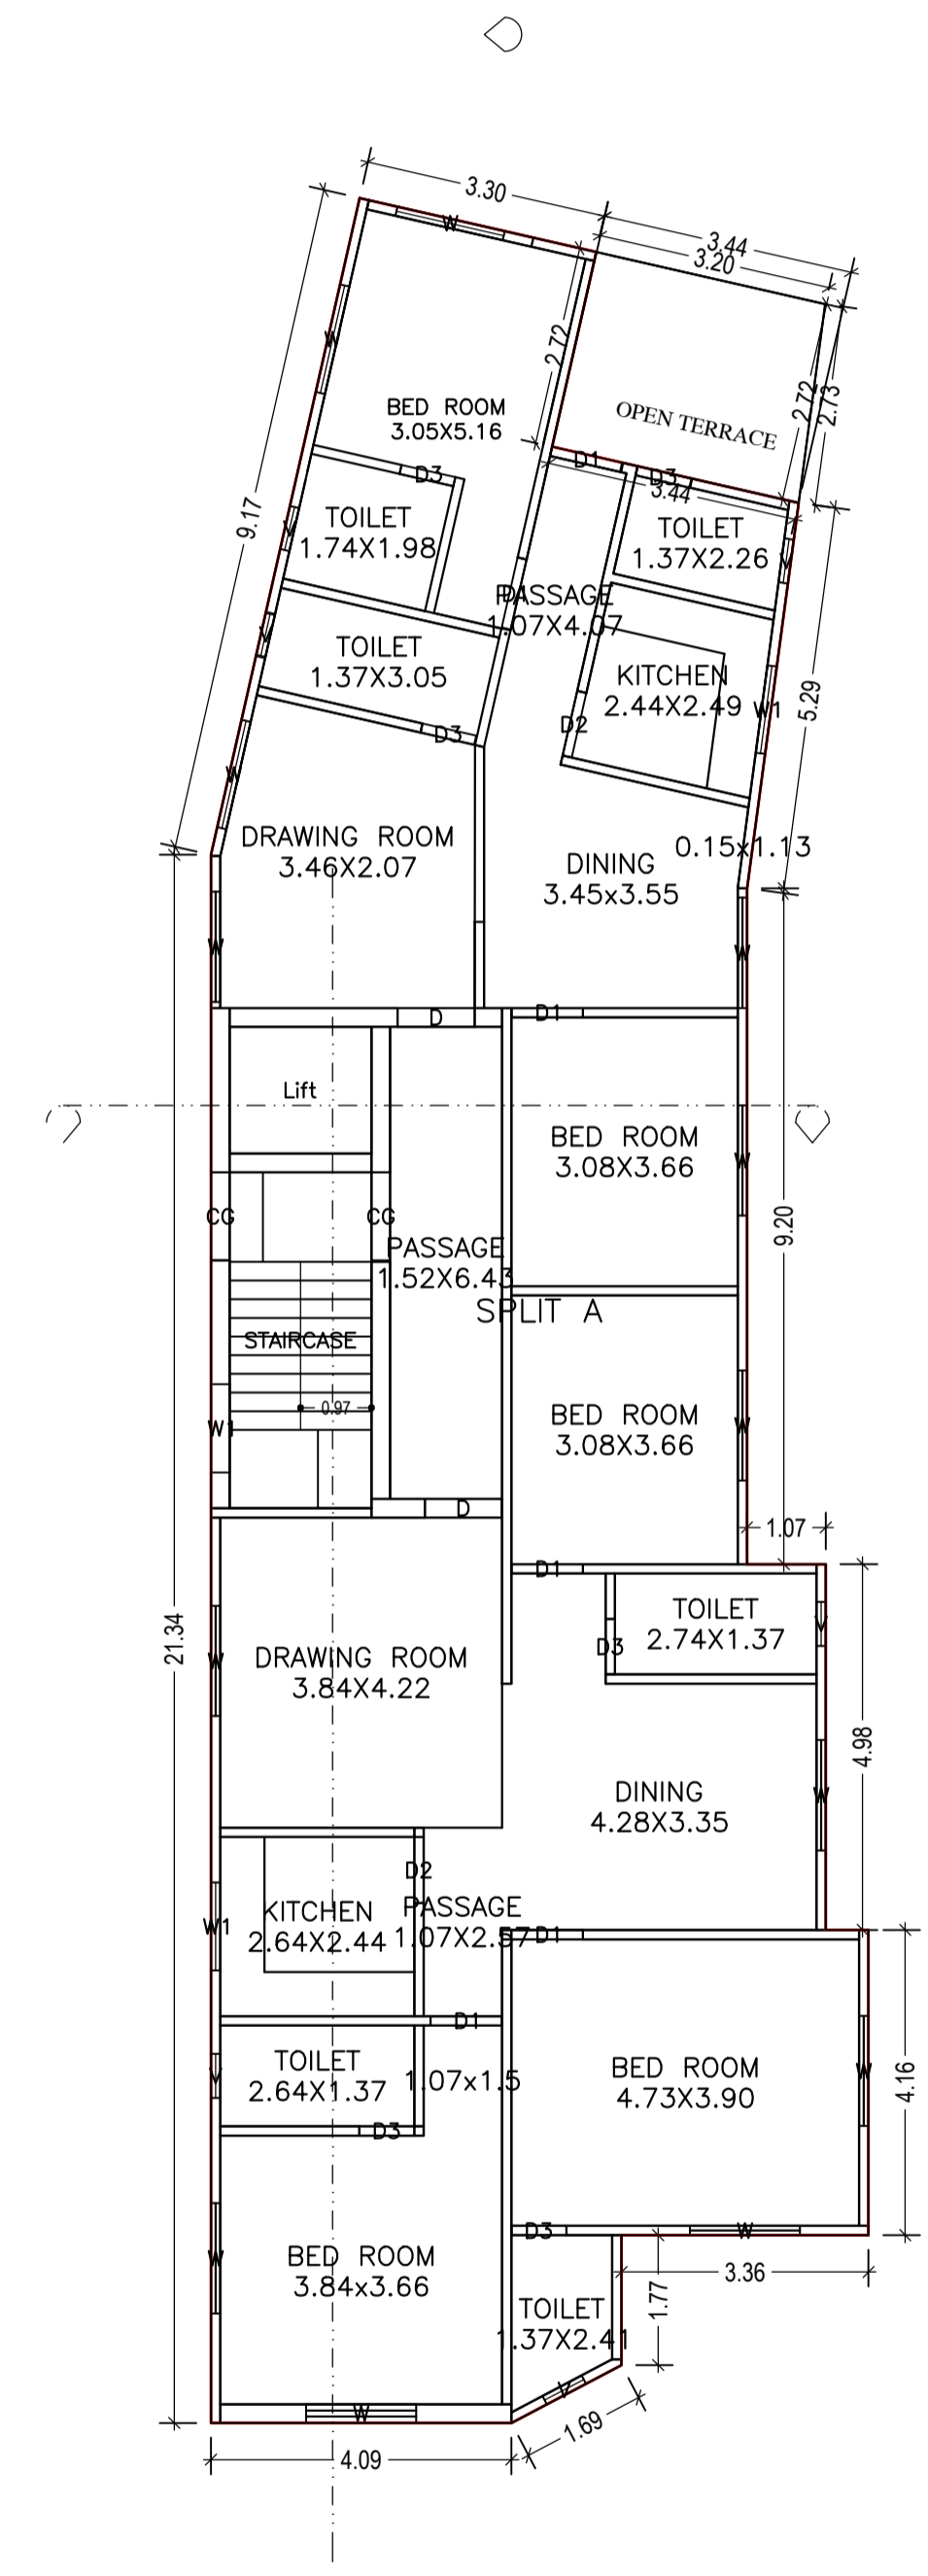 3.30
3.44
3.20
W
2.72
2.72
2.73
W
BED ROOM
3.05X5.16
OPEN TERRACE
D1
D3
3.44
D3
9.17
TOILET
1.74X1.98
V
TOILET
1.37X2.26
V
D1
PASSAGE
1.07X4.07
V
TOILET
1.37X3.05
KITCHEN
2.44X2.49
W1
5.29
D2
D3
W
DRAWING ROOM
3.46X2.07
0.15x1.13
DINING
3.45x3.55
W
W
D
D1
Lift
BED ROOM
3.08X3.66
W
CG
CG
9.20
PASSAGE
1.52X6.43
SPLIT A
STAIRCASE
0.97
W1
BED ROOM
3.08X3.66
W
D
1.07
D1
TOILET
2.74X1.37
V
D3
21.34
DRAWING ROOM
3.84X4.22
W
4.98
DINING
4.28X3.35
W
D2
KITCHEN
2.64X2.44
W1
PASSAGE
1.07X2.57
D1
D1
TOILET
2.64X1.37
V
1.07x1.5
BED ROOM
4.73X3.90
W
4.16
D3
D3
W
BED ROOM
3.84x3.66
W
3.36
1.77
TOILET
1.37X2.41
V
W
1.69
4.09